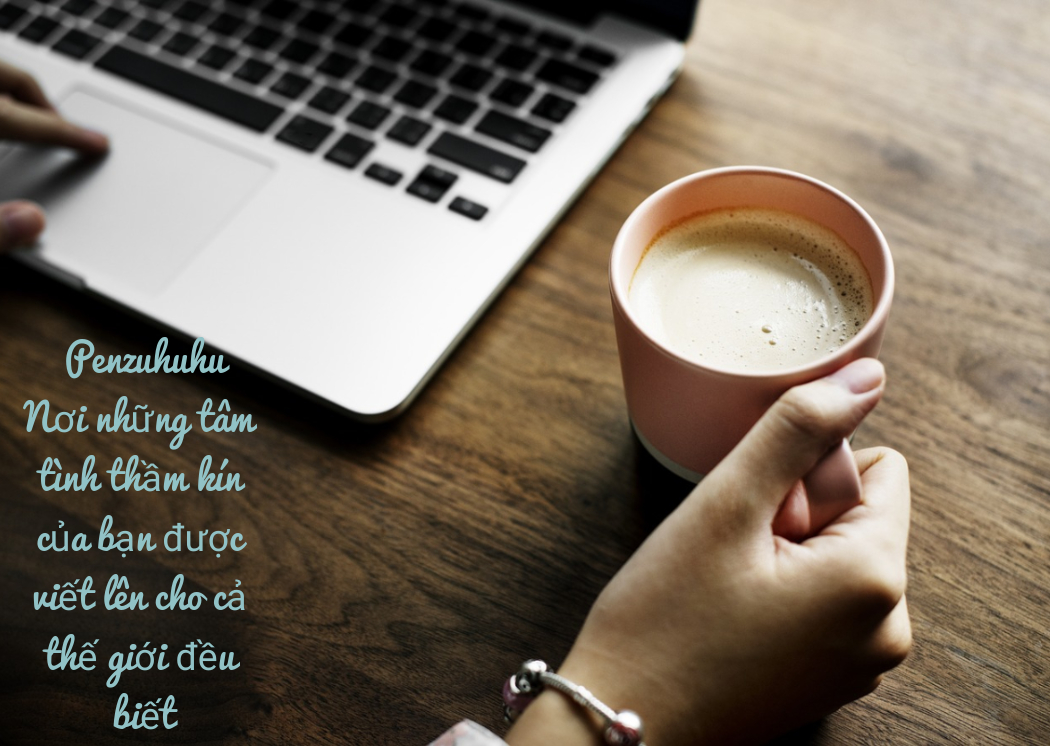 Penzuhuhu
Nơi những tâm
tình thầm kín
của bạn được
viết lên cho cả
thế giới đều
biết